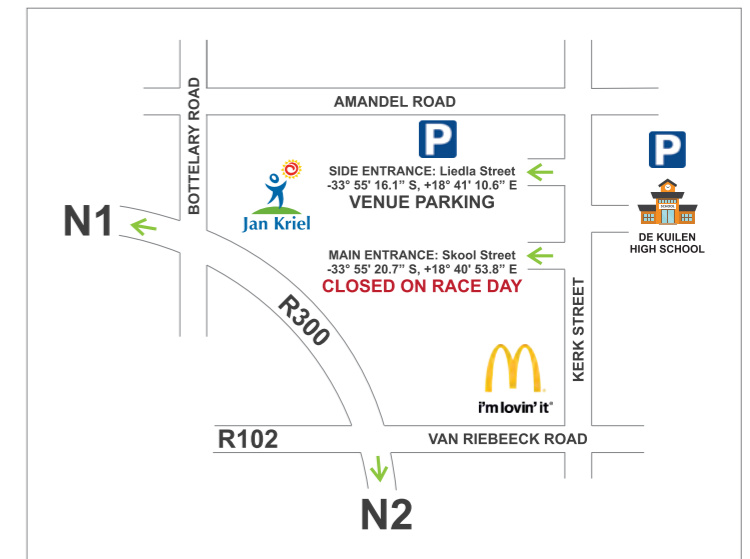 AMANDEL ROAD
BOTTELARY ROAD
P
P
SIDE ENTRANCE: Liedla Street
-33° 55' 16.1” S, +18° 41' 10.6” E
VENUE PARKING
SCHOOL
Jan Kriel
N1
DE KUILEN
HIGH SCHOOL
MAIN ENTRANCE: Skool Street
-33° 55' 20.7” S, +18° 40' 53.8” E
CLOSED ON RACE DAY
R300
KERK STREET
i'm lovin' it®
R102
VAN RIEBEECK ROAD
N2